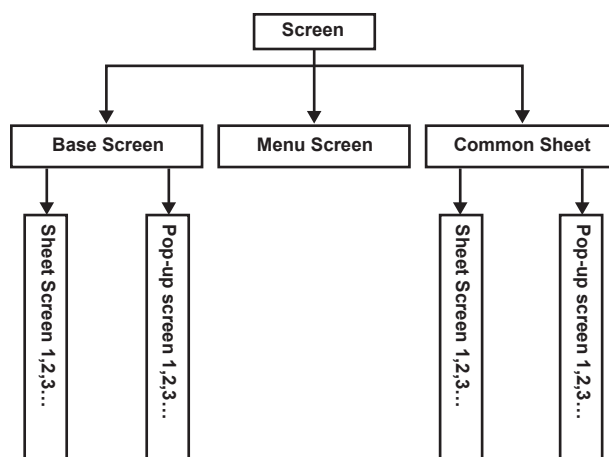 Screen
Base Screen
Menu Screen
Common Sheet
Sheet Screen 1,2,3…
Pop-up screen 1,2,3…
Sheet Screen 1,2,3…
Pop-up screen 1,2,3…